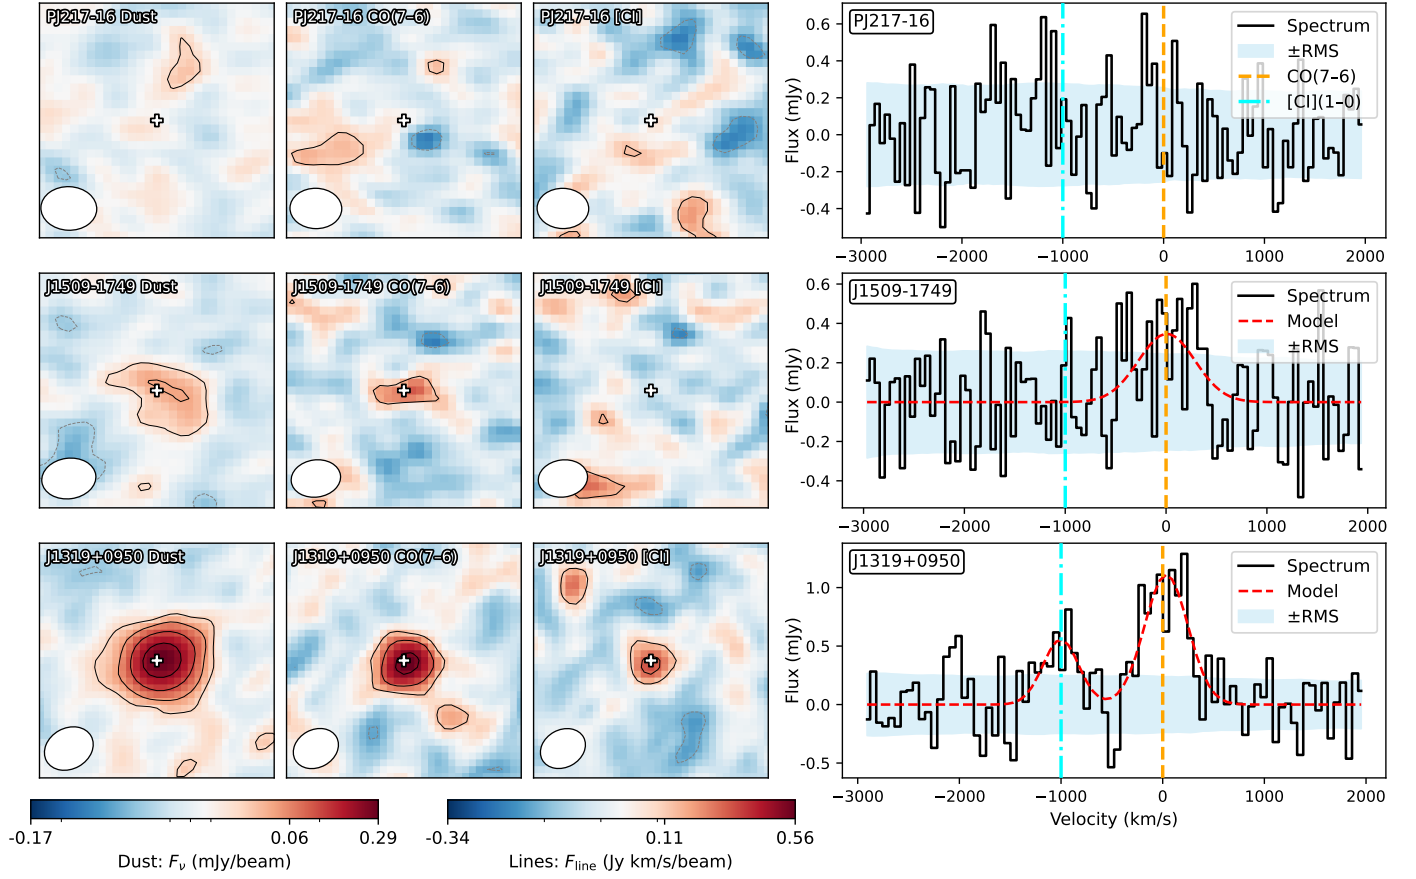 PJ217-16 Dust
PJ217-16 CO(7–6)
PJ217-16 [CI]
PJ217-16
Spectrum
±RMS
CO(7–6)
[CI](1–0)
Flux (mJy)
0.6
0.4
0.2
0.0
-0.2
-0.4
−3000 −2000 −1000 0 1000 2000
J1509-1749 Dust
J1509-1749 CO(7–6)
J1509-1749 [CI]
J1509-1749
Spectrum
Model
±RMS
Flux (mJy)
0.6
0.4
0.2
0.0
-0.2
-0.4
−3000 −2000 −1000 0 1000 2000
J1319+0950 Dust
J1319+0950 CO(7–6)
J1319+0950 [CI]
J1319+0950
Spectrum
Model
±RMS
Flux (mJy)
1.0
0.5
0.0
-0.5
−3000 −2000 −1000 0 1000 2000
Velocity (km/s)
-0.17 0.06 0.29
Dust: Fν (mJy/beam)
-0.34 0.11 0.56
Lines: Fline (Jy km/s/beam)